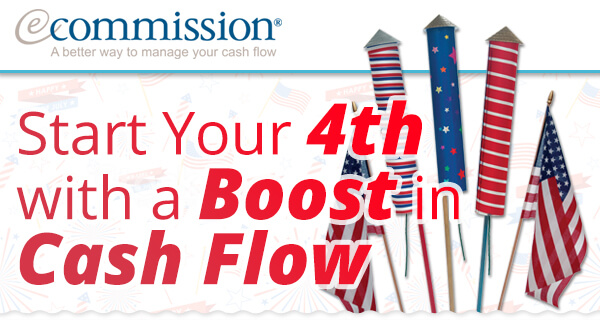 ecommission®
A better way to manage your cash flow
Start Your 4th
with a Boost in
Cash Flow